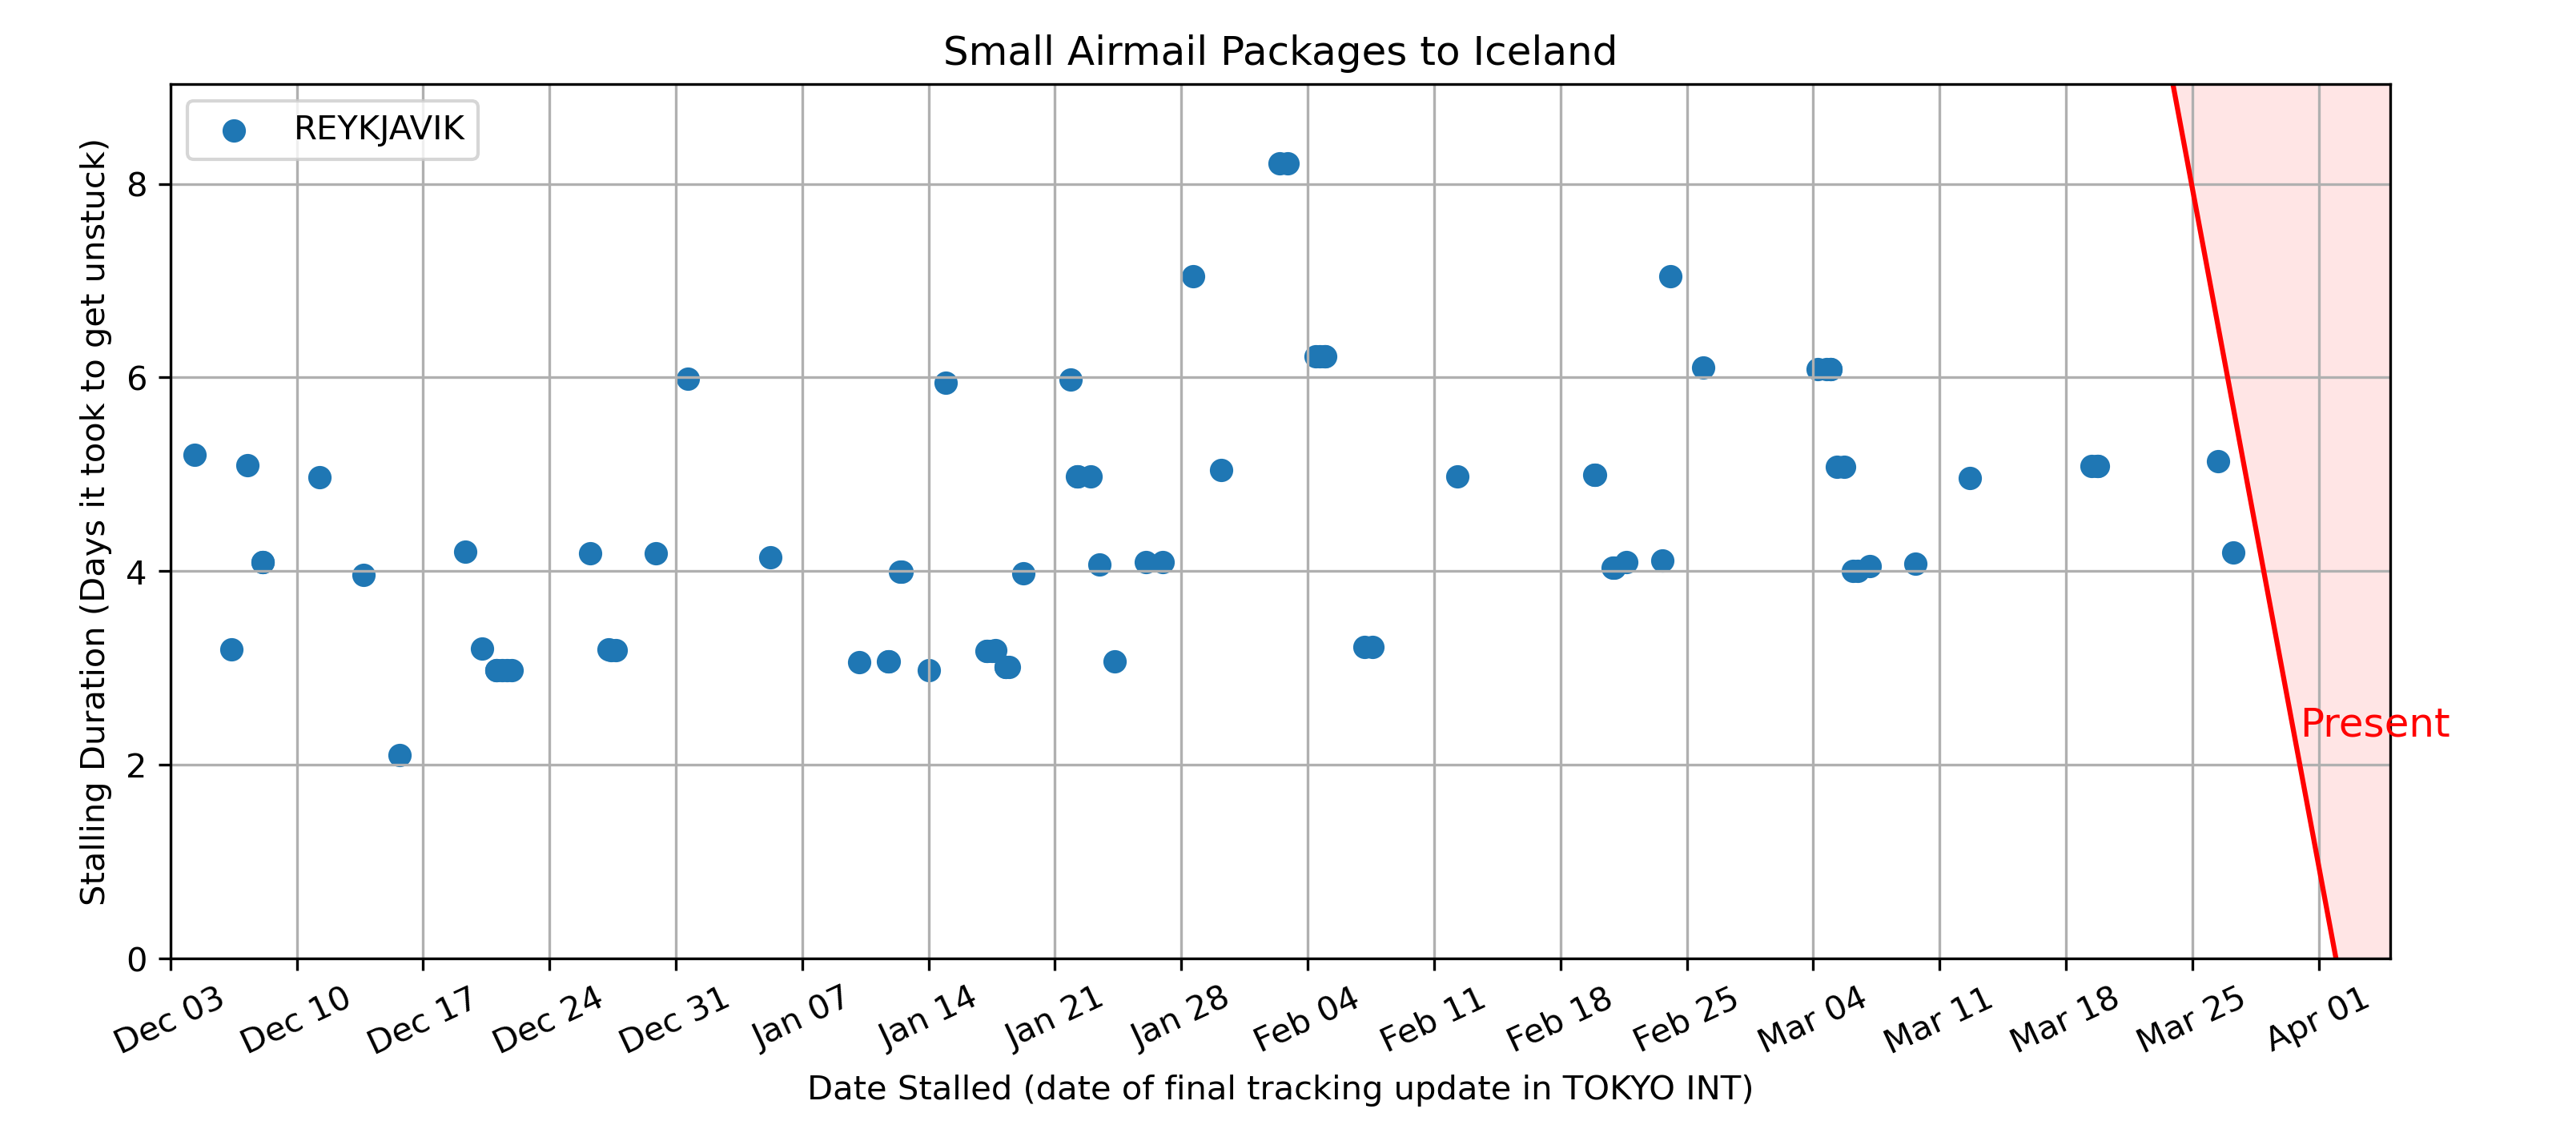 Small Airmail Packages to Iceland
REYKJAVIK
Stalling Duration (Days it took to get unstuck)
8
6
4
2
0
Present
Dec 03 Dec 10 Dec 17 Dec 24 Dec 31 Jan 07 Jan 14 Jan 21 Jan 28 Feb 04 Feb 11 Feb 18 Feb 25 Mar 04 Mar 11 Mar 18 Mar 25 Apr 01
Date Stalled (date of final tracking update in TOKYO INT)